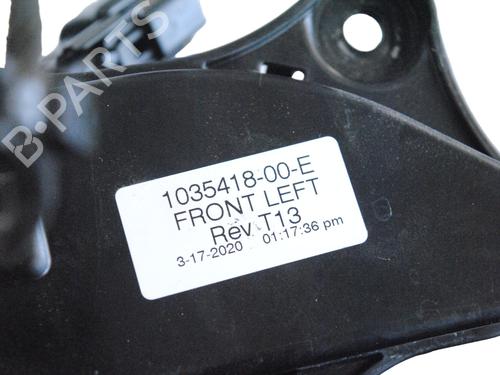 B-PARTS
1035418-00-E
FRONT LEFT
Rev T13
3-17-2020 01:17:36 pm